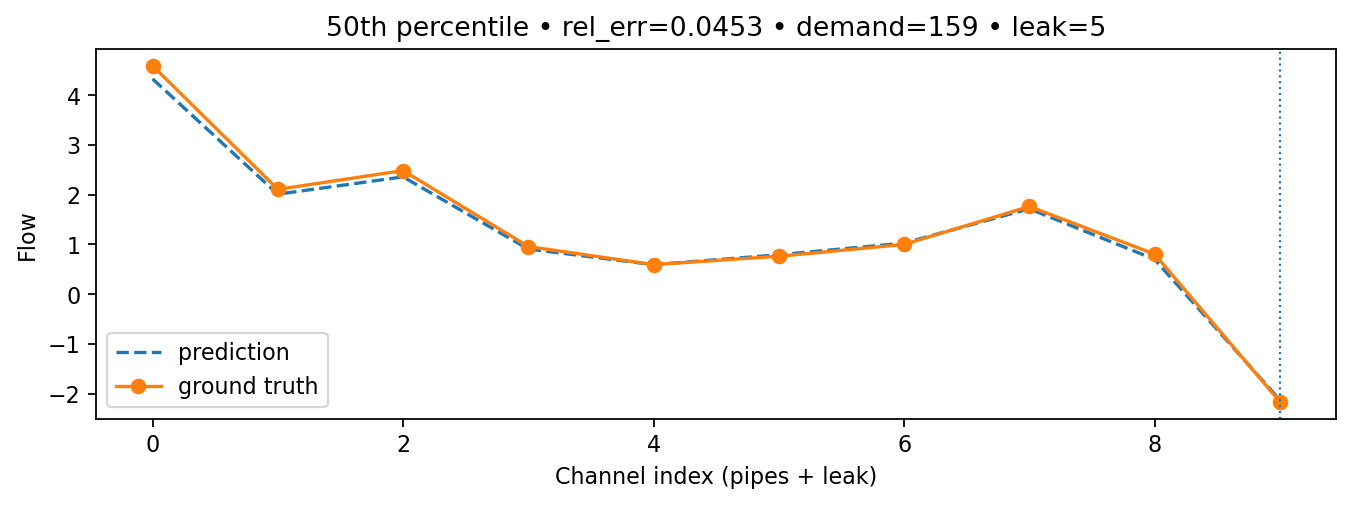 50th percentile • rel_err=0.0453 • demand=159 • leak=5
Flow
4
3
2
1
0
−1
−2
prediction
ground truth
0 2 4 6 8
Channel index (pipes + leak)